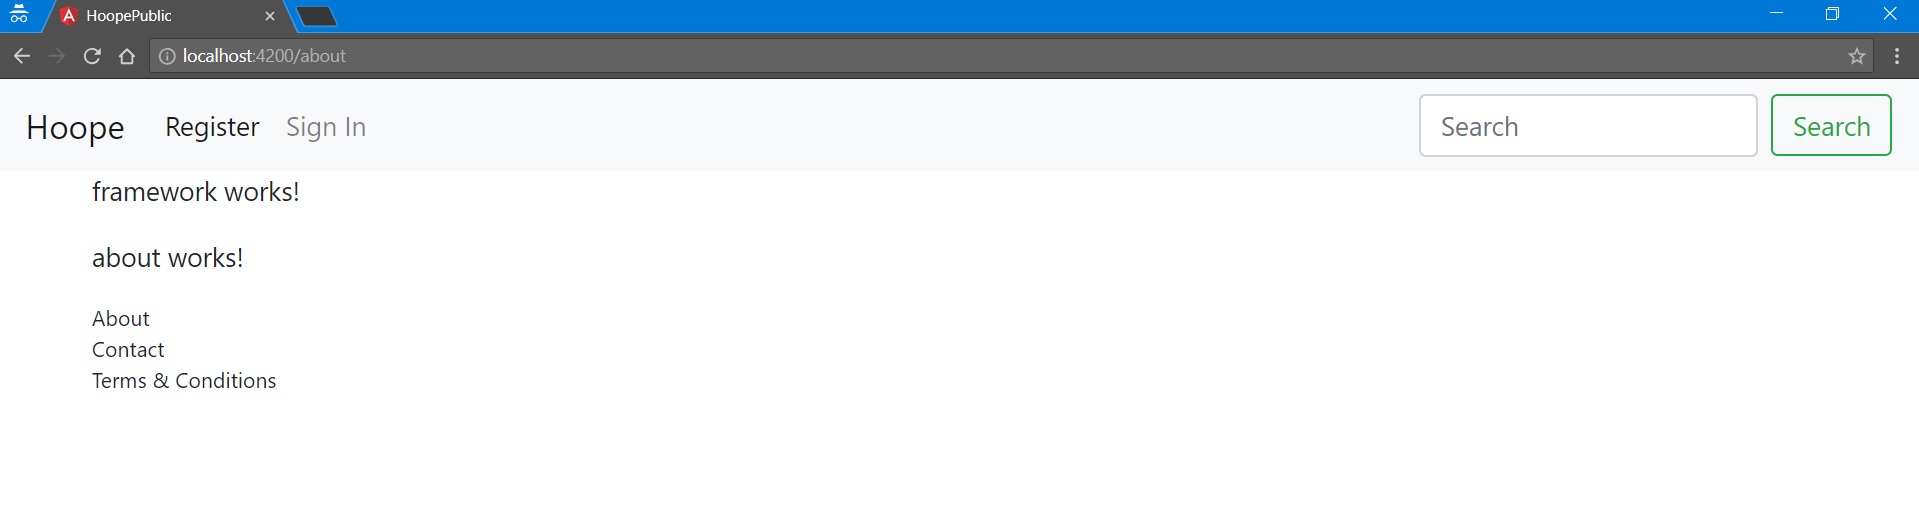 HoopePublic
localhost:4200/about
Hoope Register Sign In Search Search
framework works!
about works!
About
Contact
Terms & Conditions